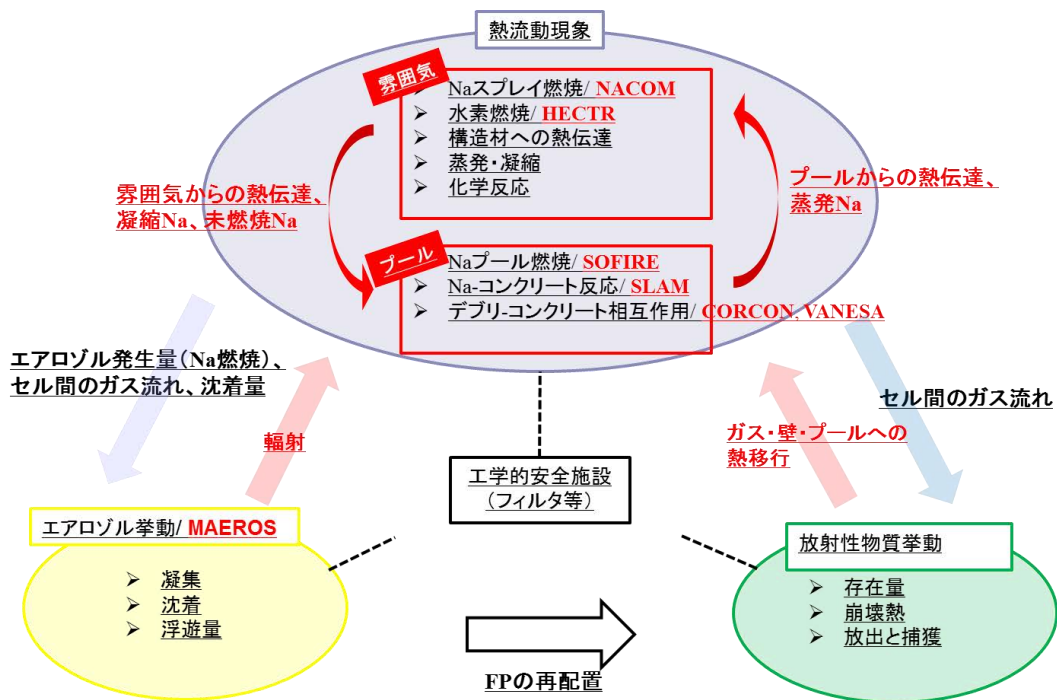 熱流動現象
雰囲気
➢ Naスプレイ燃焼/ NACOM
➢ 水素燃焼/ HECTR
➢ 構造材への熱伝達
➢ 蒸発・凝縮
➢ 化学反応
雰囲気からの熱伝達、
凝縮Na、未燃焼Na
プールからの熱伝達、
蒸発Na
プール
➢ Naプール燃焼/ SOFIRE
➢ Na-コンクリート反応/ SLAM
➢ デブリ-コンクリート相互作用/ CORCON, VANESA
エアロゾル発生量(Na燃焼)、
セル間のガス流れ、沈着量
輻射
セル間のガス流れ
ガス・壁・プールへの
熱移行
工学的安全施設
(フィルタ等)
エアロゾル挙動/ MAEROS
➢ 凝集
➢ 沈着
➢ 浮遊量
放射性物質挙動
➢ 存在量
➢ 崩壊熱
➢ 放出と捕獲
FPの再配置